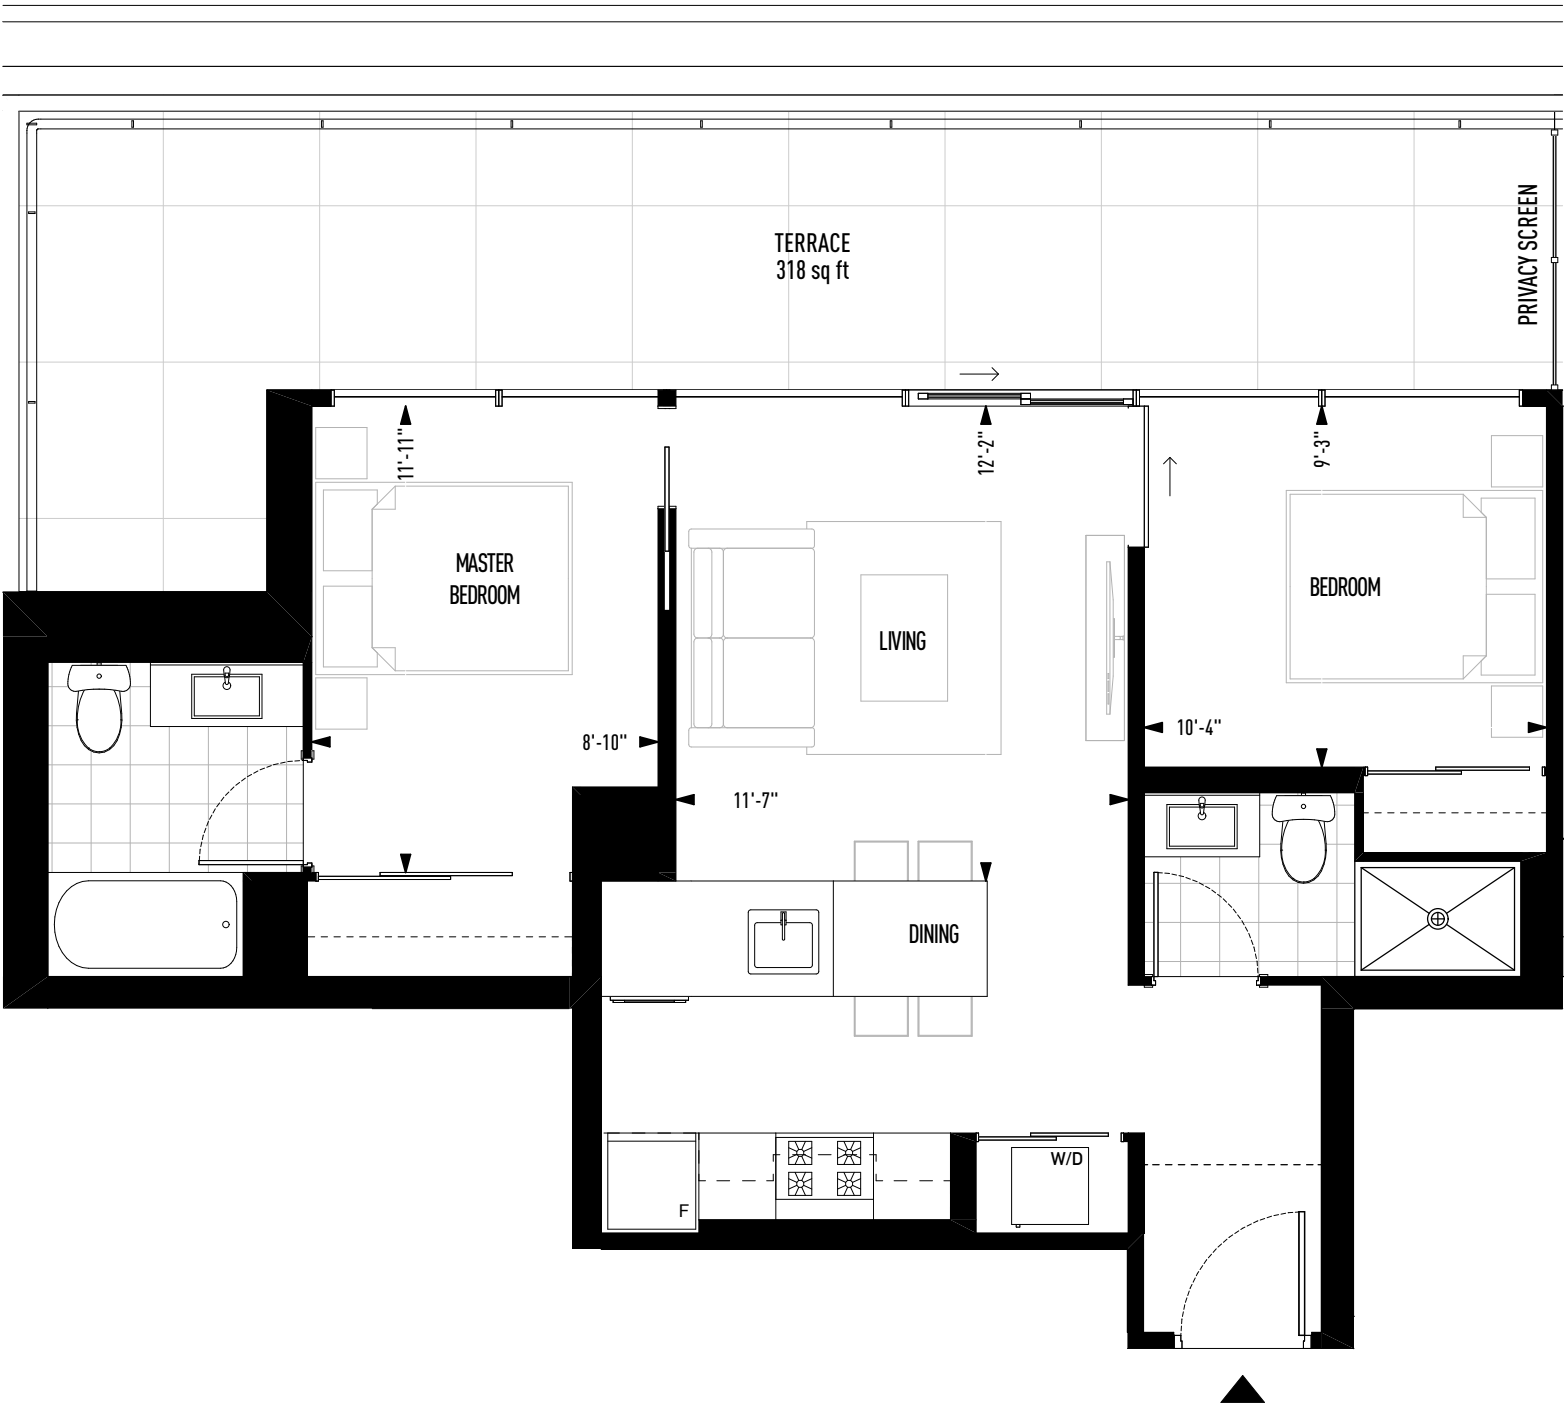 TERRACE
318 sq ft
PRIVACY SCREEN
11'-11"
12'-2"
9'-3"
MASTER
BEDROOM
BEDROOM
LIVING
8'-10"
10'-4"
11'-7"
DINING
W/D
F